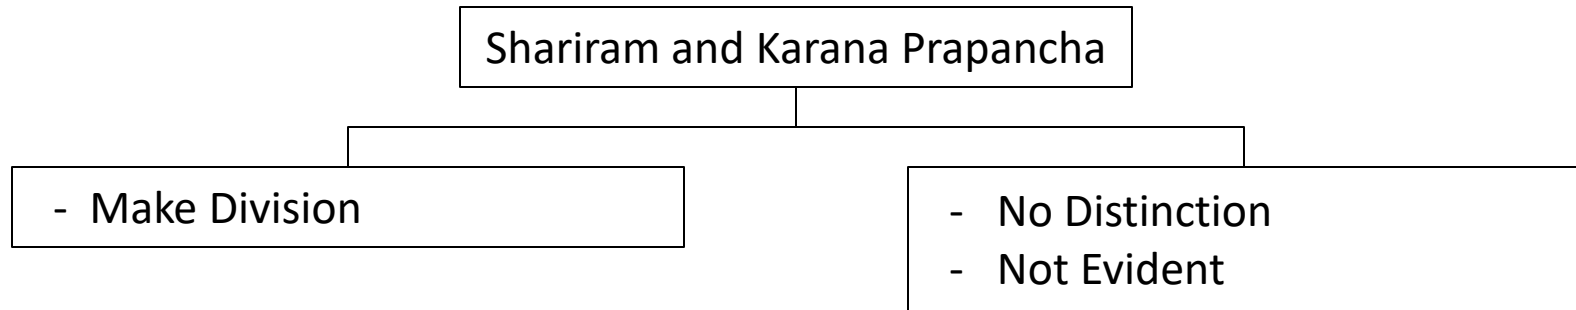 Shariram and Karana Prapancha
- Make Division
- No Distinction
- Not Evident